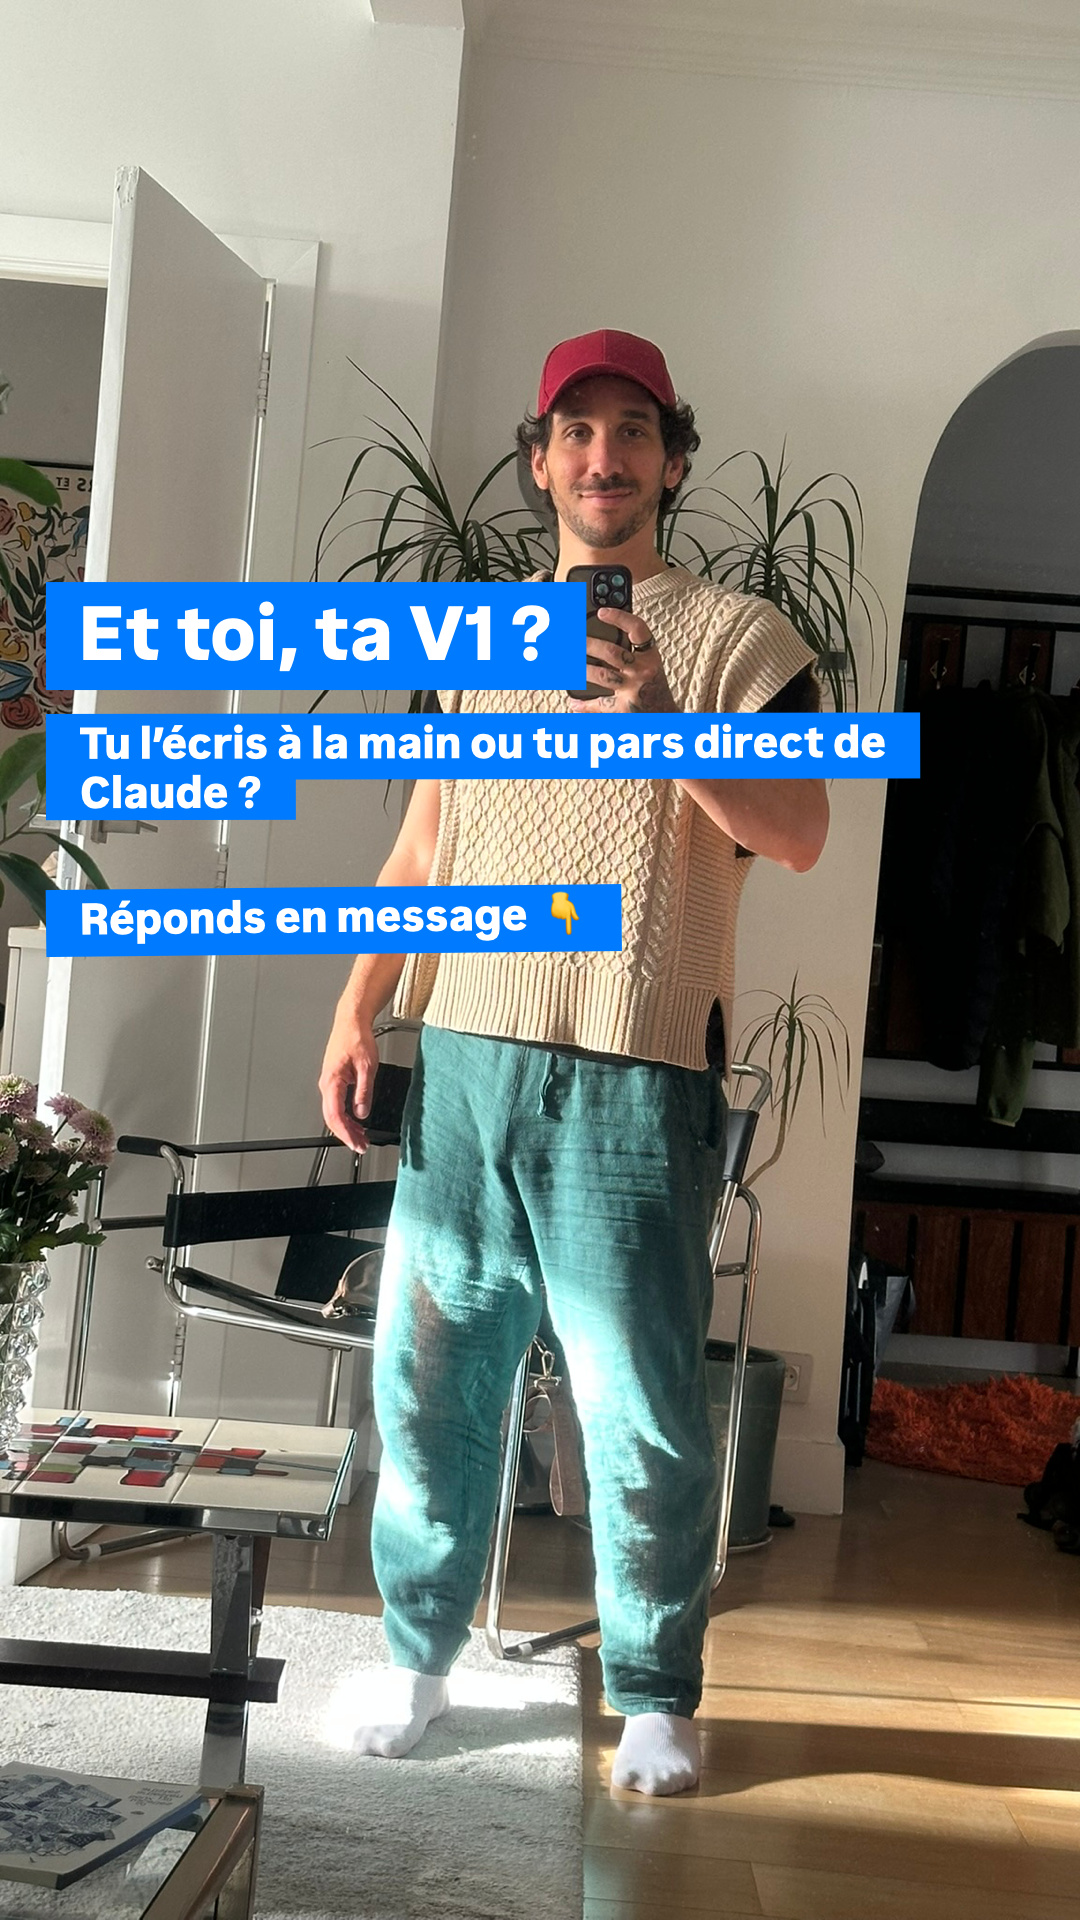 Et toi, ta V1 ?
Tu l’écris à la main ou tu pars direct de
Claude ?
Réponds en message 👇